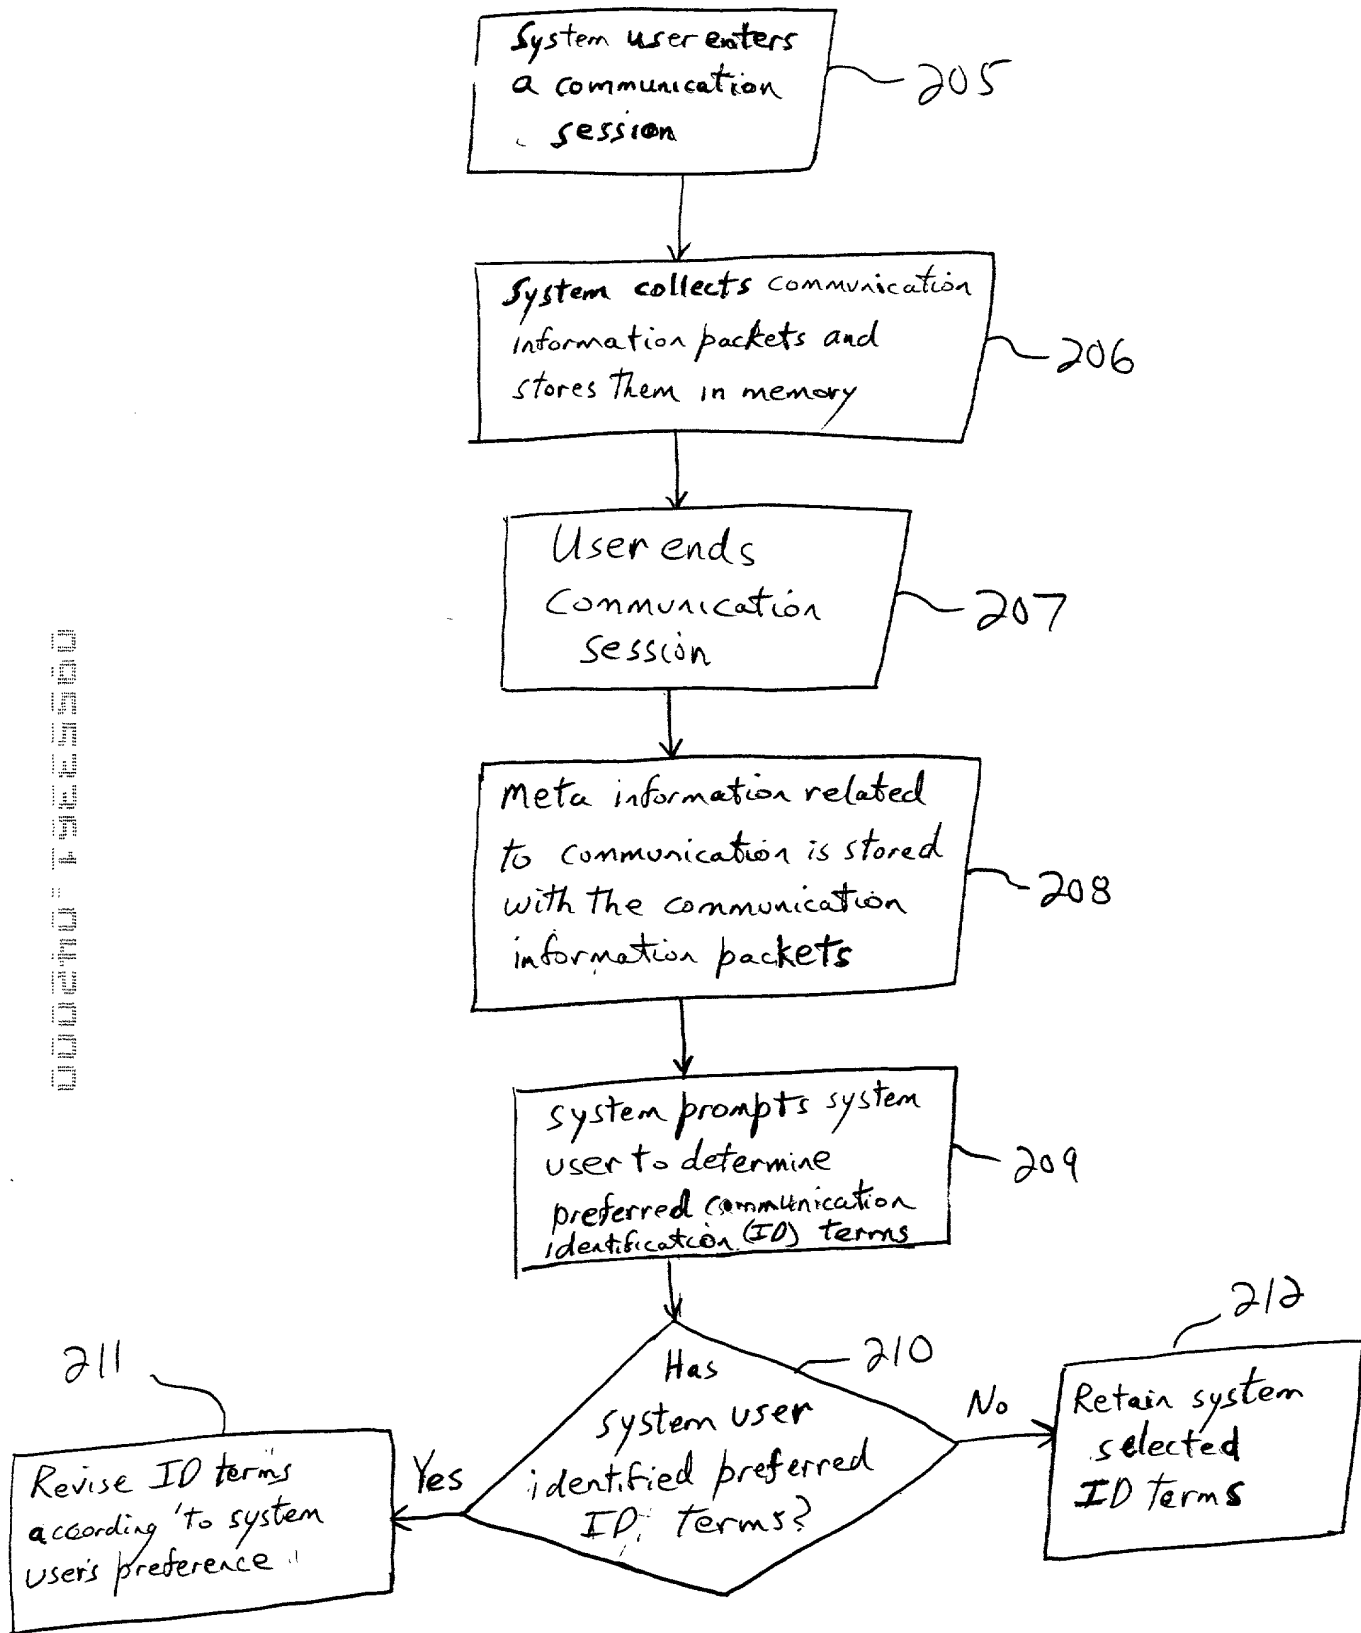 System user enters
a communication
session
205
System collects communication
information packets and
stores them in memory
206
User ends
Communication
session
207
Meta information related
to communication is stored
with the communication
information packets
208
system prompts system
user to determine
preferred communication
identification (ID) terms
209
Has
system user
identified preferred
ID terms?
210
Yes
No
211
Revise ID terms
according to system
user's preference
212
Retain system
selected
ID terms